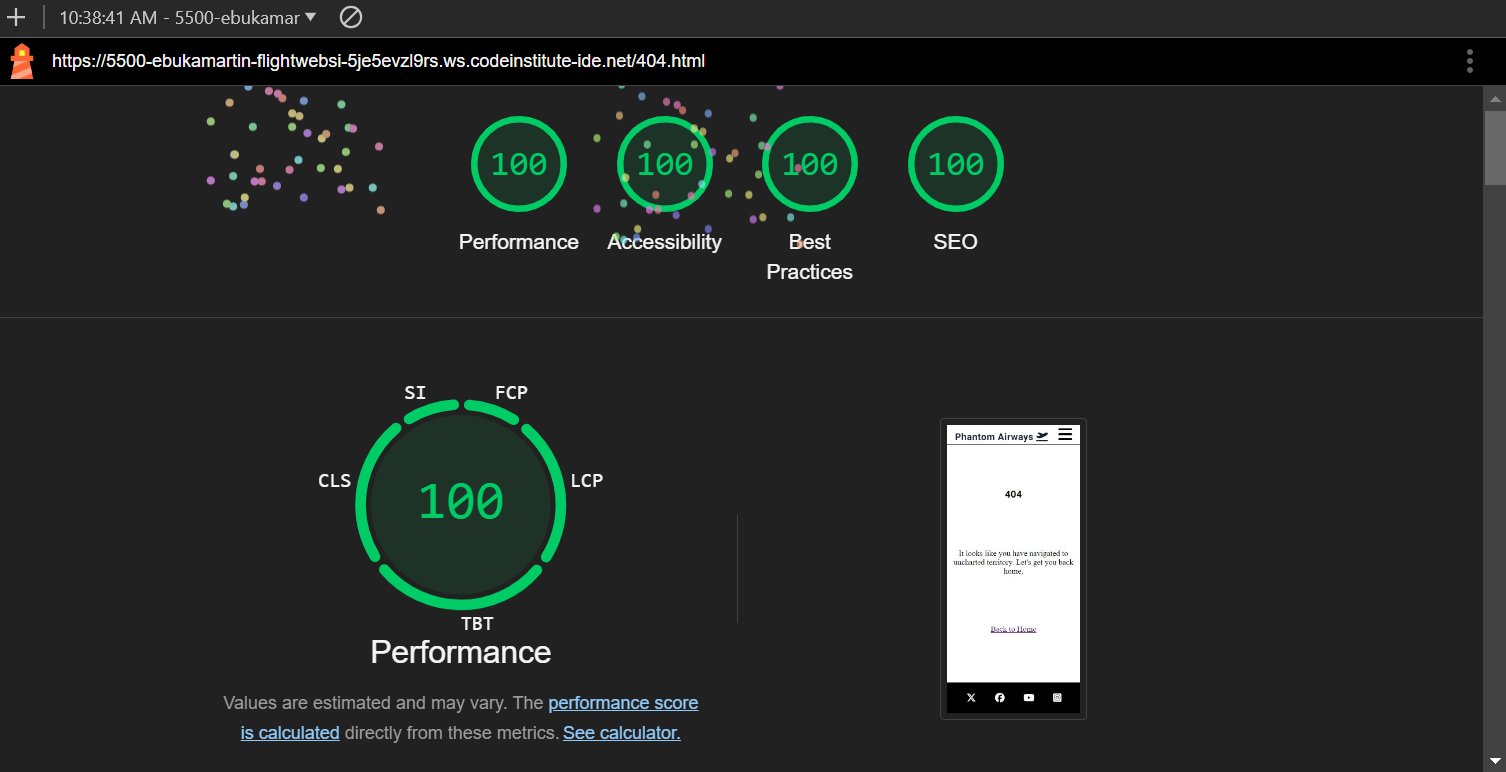 10:38:41 AM - 5500-ebukamar
https://5500-ebukamartin-flightwebsi-5je5evzl9rs.ws.codeinstitute-ide.net/404.html
100 100 100 100
Performance Accessibility Best Practices SEO
SI FCP
CLS LCP
100
TBT
Performance
Values are estimated and may vary. The performance score
is calculated directly from these metrics. See calculator.
Phantom Airways
404
It looks like you have navigated to
uncharted territory. Let's get you back
home.
Back to Home